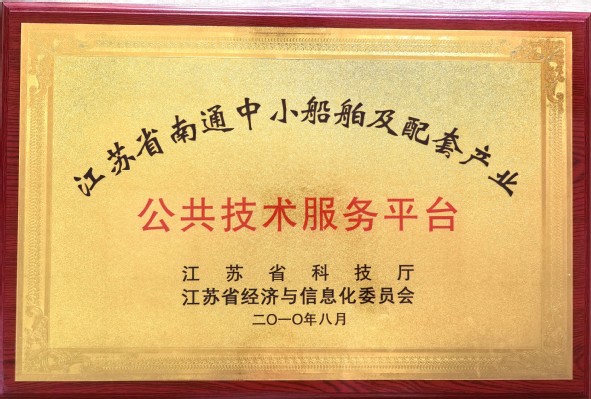 江苏省南通中小船舶及配套产业
公共技术服务平台
江苏省科技厅
江苏省经济与信息化委员会
二〇一〇年八月